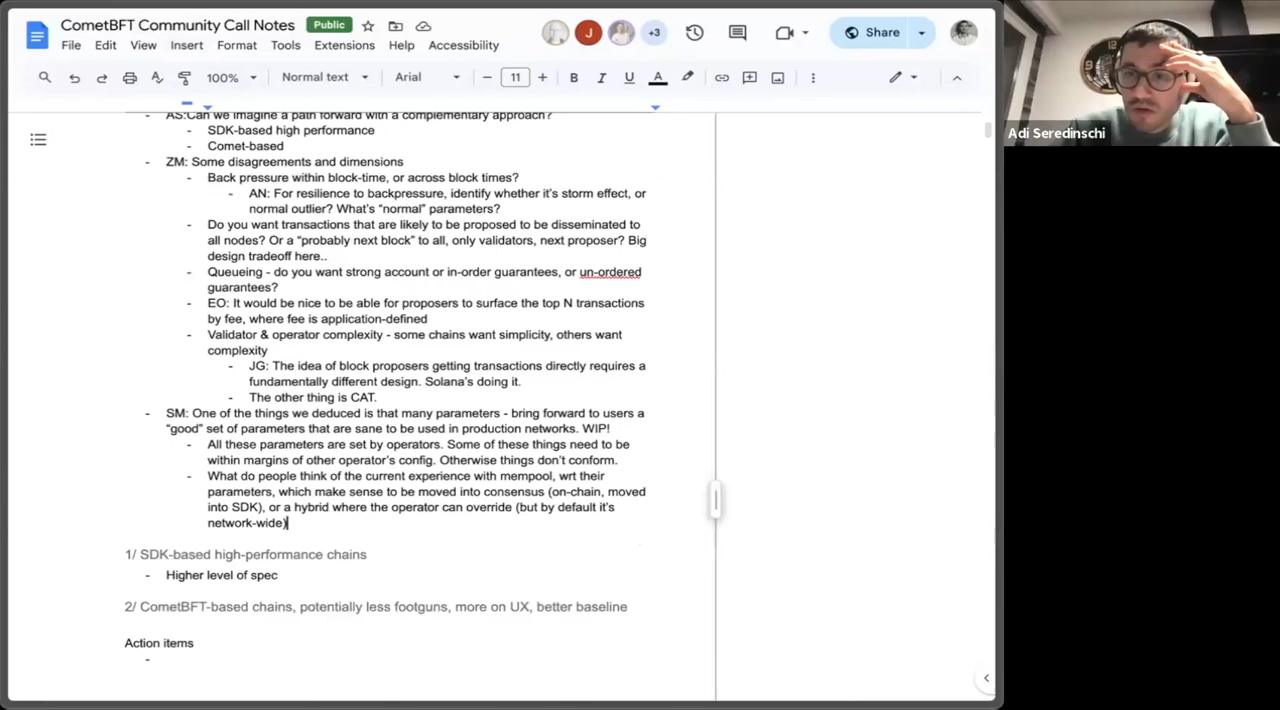 CometBFT Community Call Notes
Public
File Edit View Insert Format Tools Extensions Help Accessibility
J
+3
Share
100%
Normal text
Arial
11
B I U A
- AS:Can we imagine a path forward with a complementary approach?
- SDK-based high performance
- Comet-based
- ZM: Some disagreements and dimensions
- Back pressure within block-time, or across block times?
- AN: For resilience to backpressure, identify whether it's storm effect, or
normal outlier? What's "normal" parameters?
- Do you want transactions that are likely to be proposed to be disseminated to
all nodes? Or a "probably next block" to all, only validators, next proposer? Big
design tradeoff here..
- Queueing - do you want strong account or in-order guarantees, or un-ordered
guarantees?
- EO: It would be nice to be able for proposers to surface the top N transactions
by fee, where fee is application-defined
- Validator & operator complexity - some chains want simplicity, others want
complexity
- JG: The idea of block proposers getting transactions directly requires a
fundamentally different design. Solana's doing it.
- The other thing is CAT.
- SM: One of the things we deduced is that many parameters - bring forward to users a
"good" set of parameters that are sane to be used in production networks. WIP!
- All these parameters are set by operators. Some of these things need to be
within margins of other operator's config. Otherwise things don't conform.
- What do people think of the current experience with mempool, wrt their
parameters, which make sense to be moved into consensus (on-chain, moved
into SDK), or a hybrid where the operator can override (but by default it's
network-wide)
1/ SDK-based high-performance chains
- Higher level of spec
2/ CometBFT-based chains, potentially less footguns, more on UX, better baseline
Action items
-
Adi Seredinschi